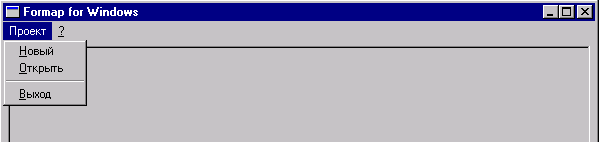 Formap for Windows
Проект ?
Новый
Открыть
Выход